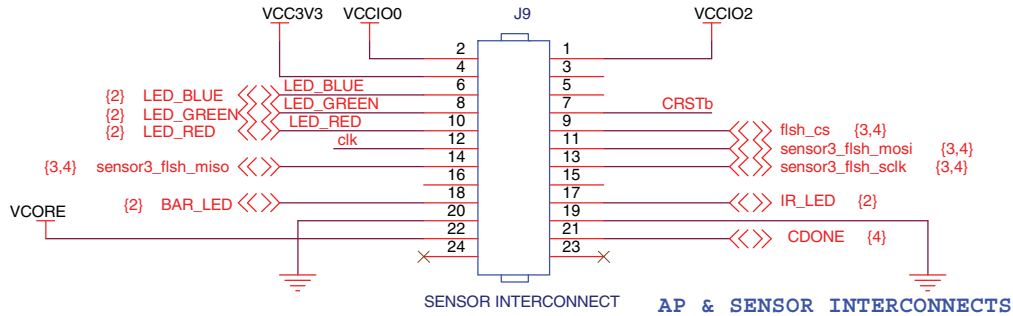 VCC3V3 VCCIO0 J9 VCCIO2
2 1
4 3
6 5
LED_BLUE
{2} LED_BLUE
8 7 CRSTb
LED_GREEN
{2} LED_GREEN
10 9 flsh_cs {3,4}
LED_RED
{2} LED_RED
clk 12 11 sensor3_flsh_mosi {3,4}
{3,4} sensor3_flsh_miso 14 13 sensor3_flsh_sclk {3,4}
16 15
{2} BAR_LED 18 17 IR_LED {2}
VCORE 20 19
22 21 CDONE {4}
24 23
SENSOR INTERCONNECT
AP & SENSOR INTERCONNECTS